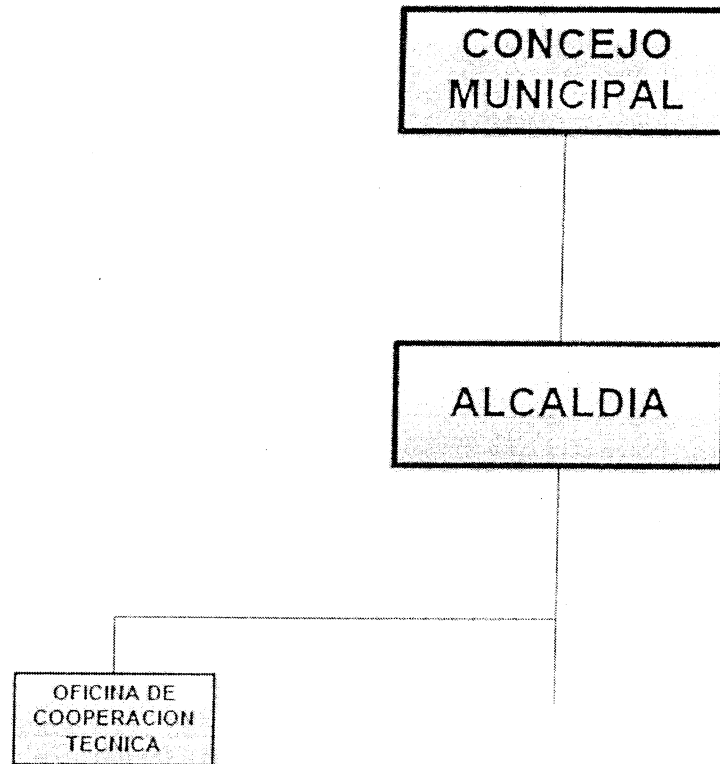 CONCEJO
MUNICIPAL
ALCALDIA
OFICINA DE
COOPERACION
TECNICA